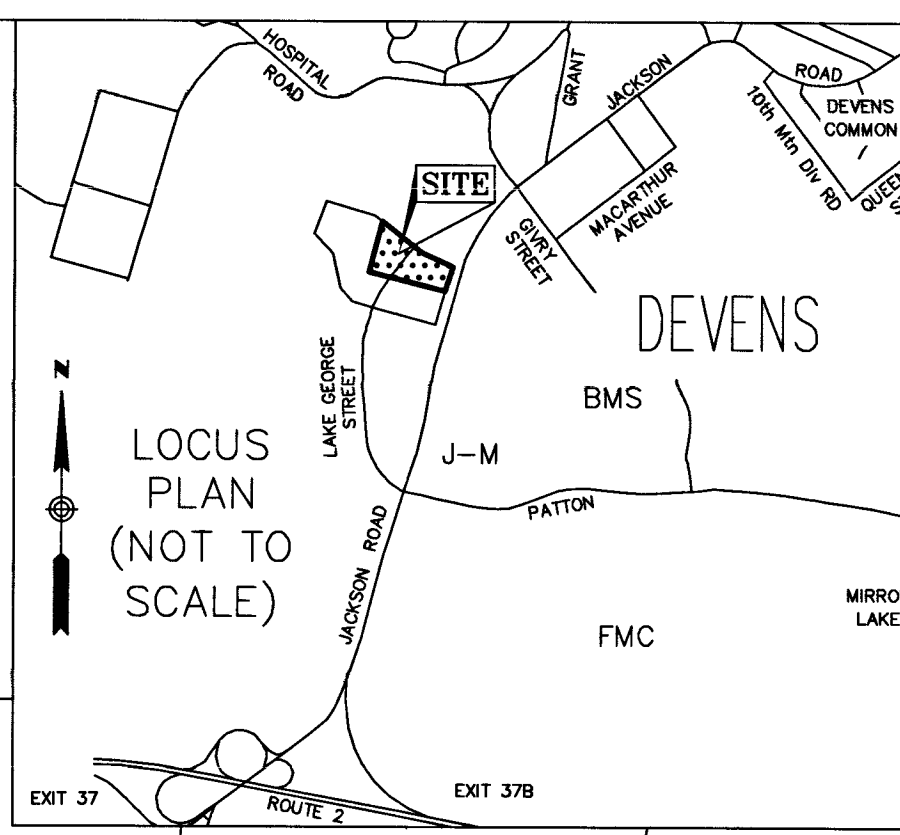 HOSPITAL
ROAD
GRANT
JACKSON
ROAD
DEVENS
COMMON
10th Mtn Div RD
SITE
MACARTHUR
AVENUE
GIVRY
STREET
DEVENS
LAKE GEORGE
STREET
N
BMS
LOCUS
PLAN
(NOT TO
SCALE)
J-M
PATTON
JACKSON ROAD
FMC
LAKE
EXIT 37
ROUTE 2
EXIT 37B